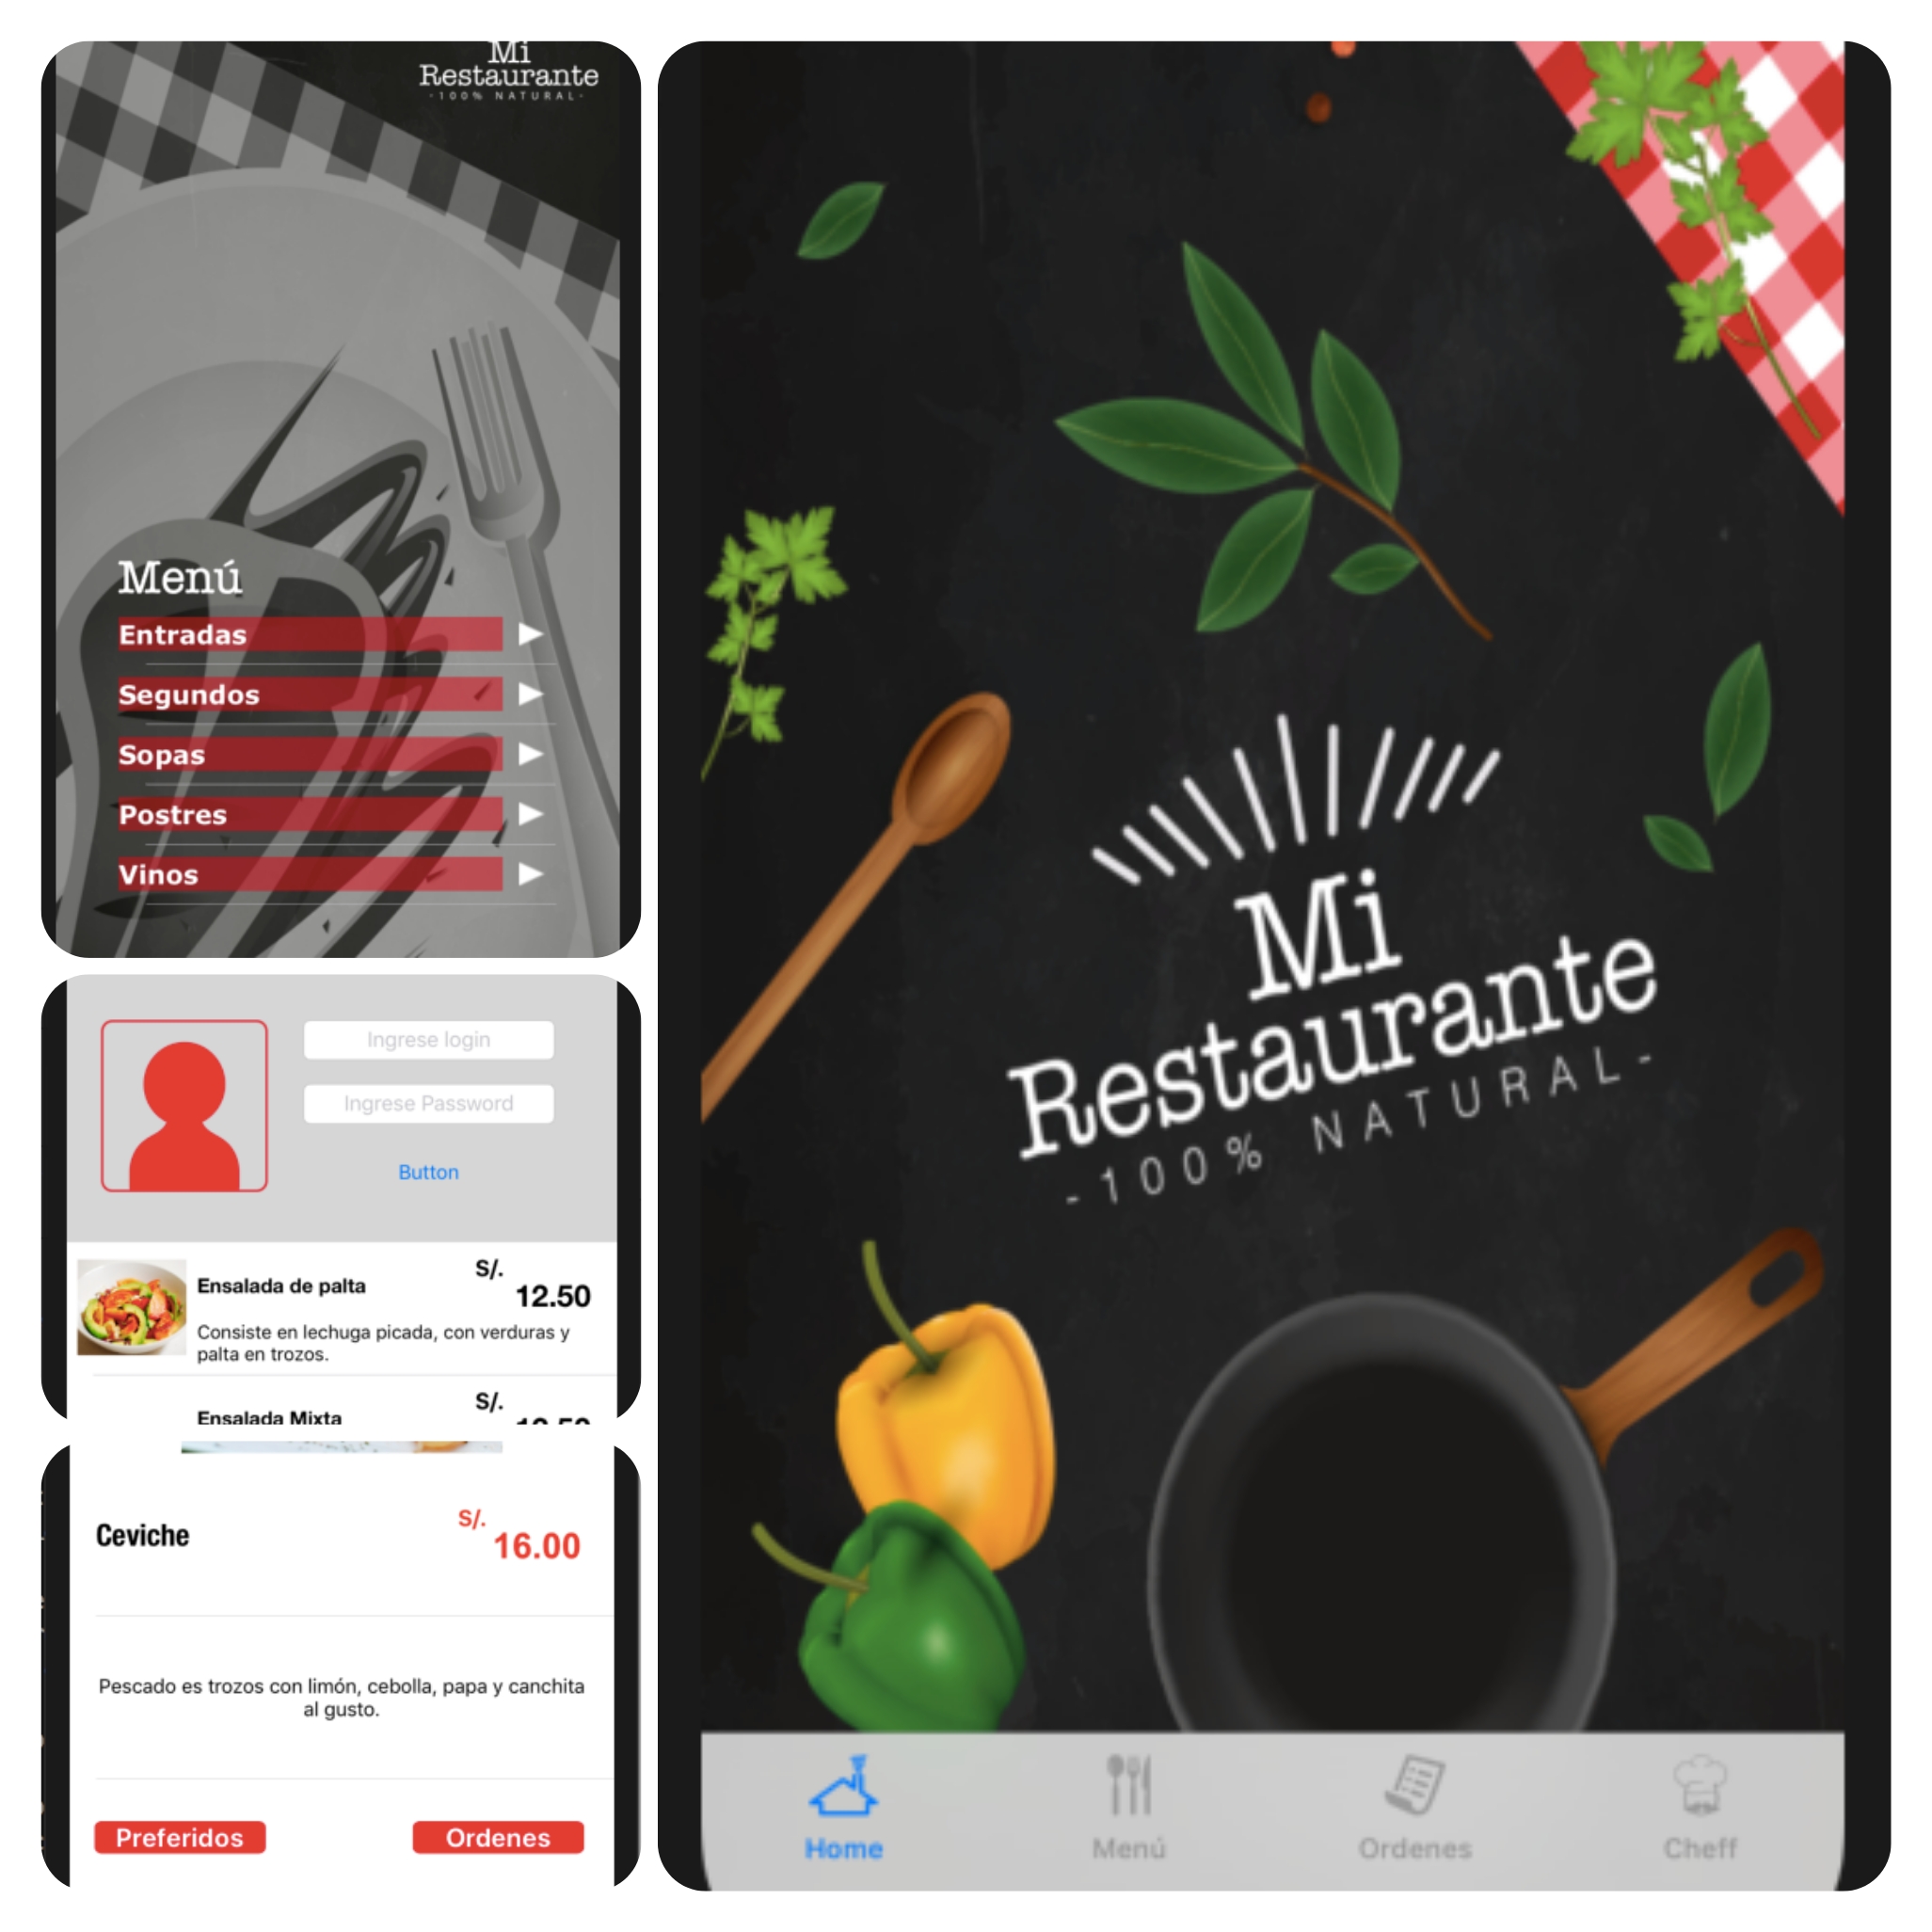 Mi
Restaurante
-100% NATURAL-
Menú
Entradas
Segundos
Sopas
Postres
Vinos
Ingrese login
Ingrese Password
Button
Ensalada de palta
S/.
12.50
Consiste en lechuga picada, con verduras y
palta en trozos.
Ensalada Mixta
S/.
Ceviche
S/.
16.00
Pescado es trozos con limón, cebolla, papa y canchita
al gusto.
Preferidos
Ordenes
Mi
Restaurante
-100% NATURAL-
Home
Menú
Ordenes
Cheff